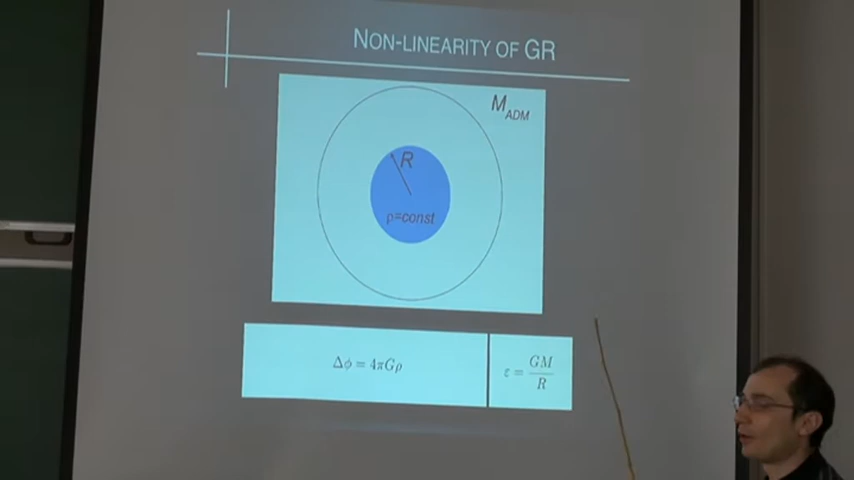 NON-LINEARITY OF GR
M_ADM
R
ρ=const
Δϕ = 4πGρ
ε = GM/R